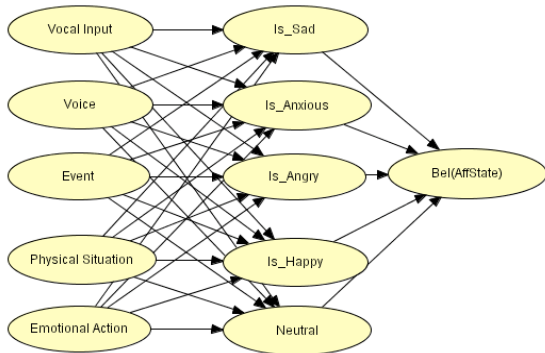 Vocal Input
Is_Sad
Voice
Is_Anxious
Event
Is_Angry
Bel(AffState)
Physical Situation
Is_Happy
Emotional Action
Neutral